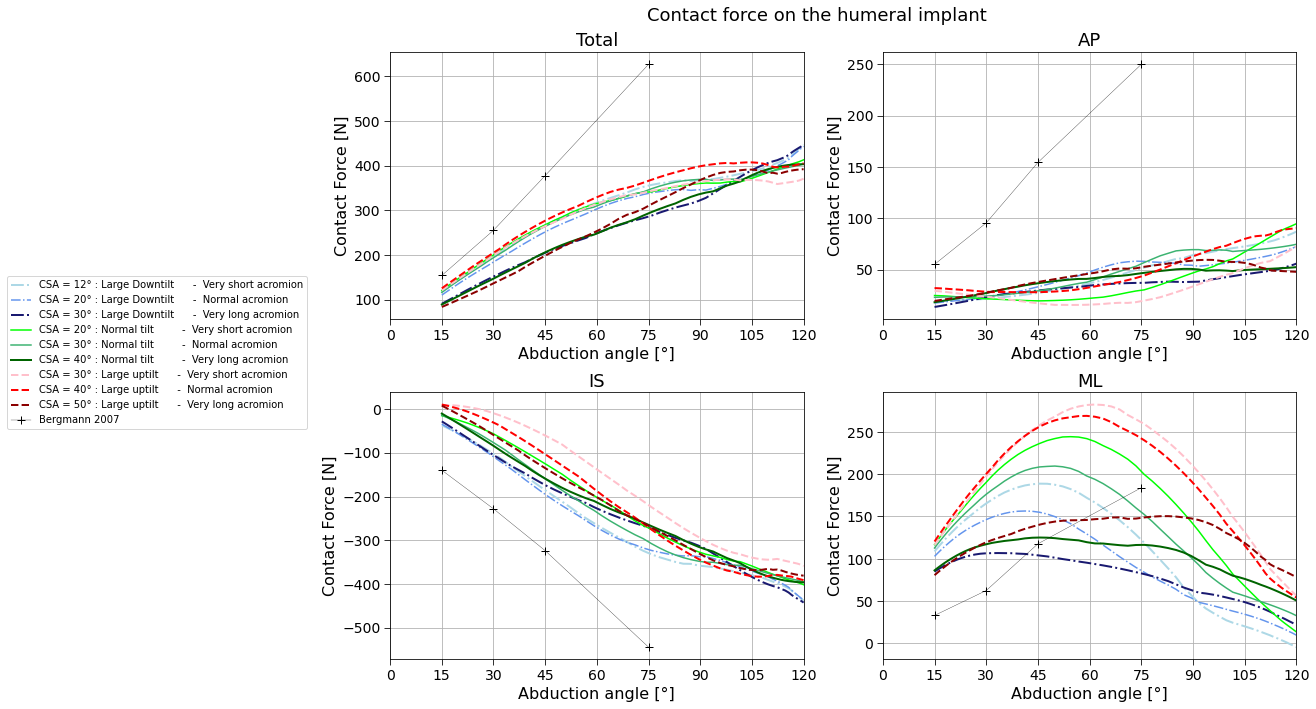 Contact force on the humeral implant
Total
Contact Force [N]
600
500
400
300
200
100
0 15 30 45 60 75 90 105 120
Abduction angle [°]
AP
Contact Force [N]
250
200
150
100
50
0 15 30 45 60 75 90 105 120
Abduction angle [°]
CSA = 12° : Large Downtilt - Very short acromion
CSA = 20° : Large Downtilt - Normal acromion
CSA = 30° : Large Downtilt - Very long acromion
CSA = 20° : Normal tilt - Very short acromion
CSA = 30° : Normal tilt - Normal acromion
CSA = 40° : Normal tilt - Very long acromion
CSA = 30° : Large uptilt - Very short acromion
CSA = 40° : Large uptilt - Normal acromion
CSA = 50° : Large uptilt - Very long acromion
Bergmann 2007
IS
Contact Force [N]
0
−100
−200
−300
−400
−500
0 15 30 45 60 75 90 105 120
Abduction angle [°]
ML
Contact Force [N]
250
200
150
100
50
0
0 15 30 45 60 75 90 105 120
Abduction angle [°]